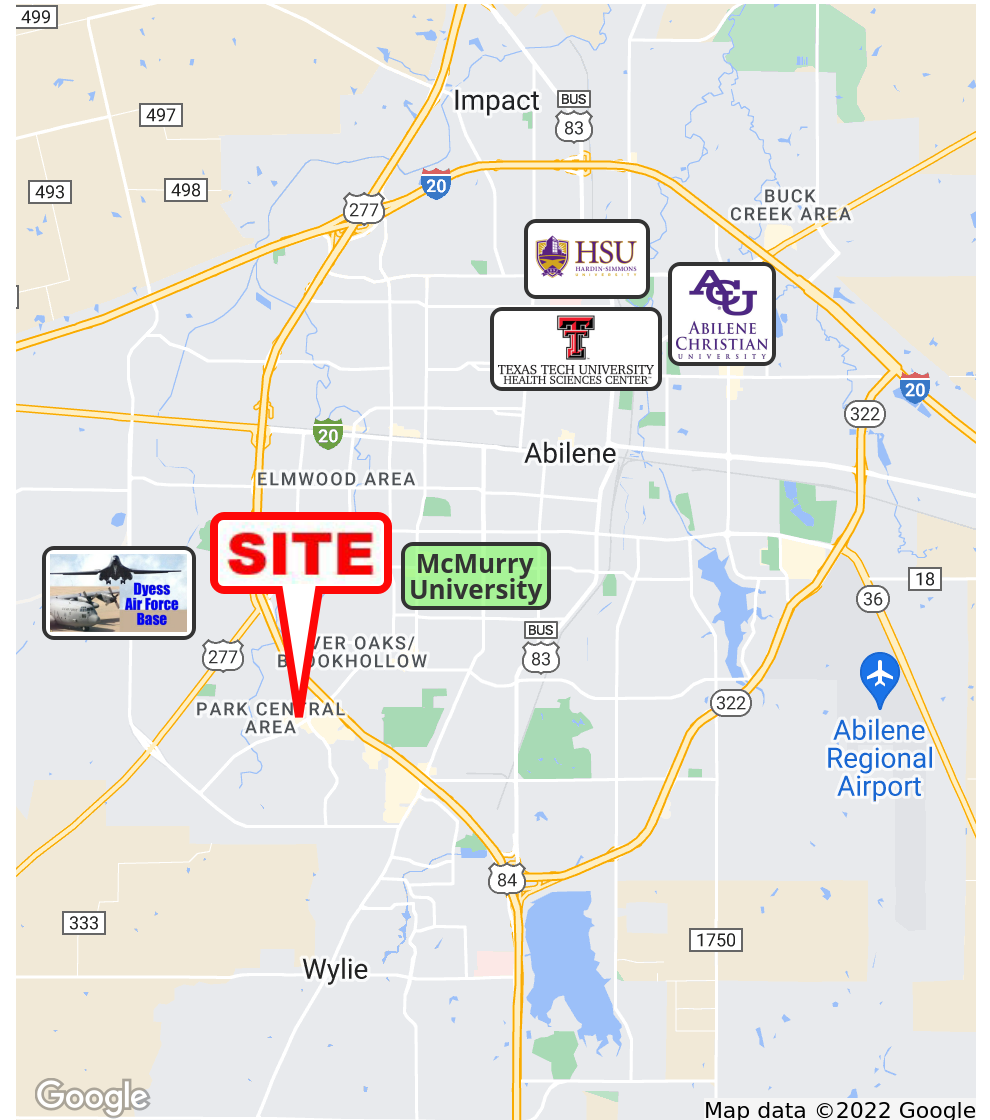 499
Impact
BUS
83
497
20
493
498
277
BUCK
CREEK AREA
HSU
HARDIN-SIMMONS
UNIVERSITY
ACU
ABILENE
CHRISTIAN
UNIVERSITY
TEXAS TECH UNIVERSITY
HEALTH SCIENCES CENTER
20
322
20
Abilene
ELMWOOD AREA
SITE
McMurry
University
Dyess
Air Force
Base
18
36
277
VER OAKS/
OKHOLLOW
BUS
83
322
PARK CENTRAL
AREA
Abilene
Regional
Airport
84
333
1750
Wylie
Google
Map data ©2022 Google